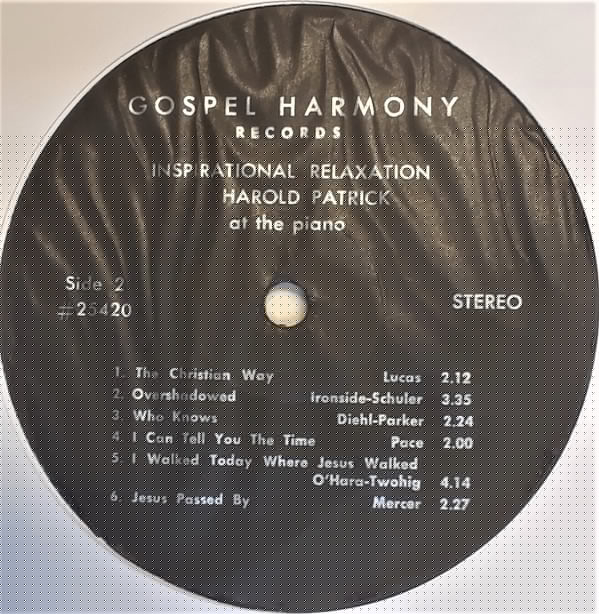 GOSPEL HARMONY
RECORDS
INSPIRATIONAL RELAXATION
HAROLD PATRICK
at the piano
Side 2
#25420
STEREO
1. The Christian Way Lucas 2.12
2. Overshadowed Ironside-Schuler 3.35
3. Who Knows Diehl-Parker 2.24
4. I Can Tell You The Time Pace 2.00
5. I Walked Today Where Jesus Walked
O'Hara-Twohig 4.14
6. Jesus Passed By Mercer 2.27